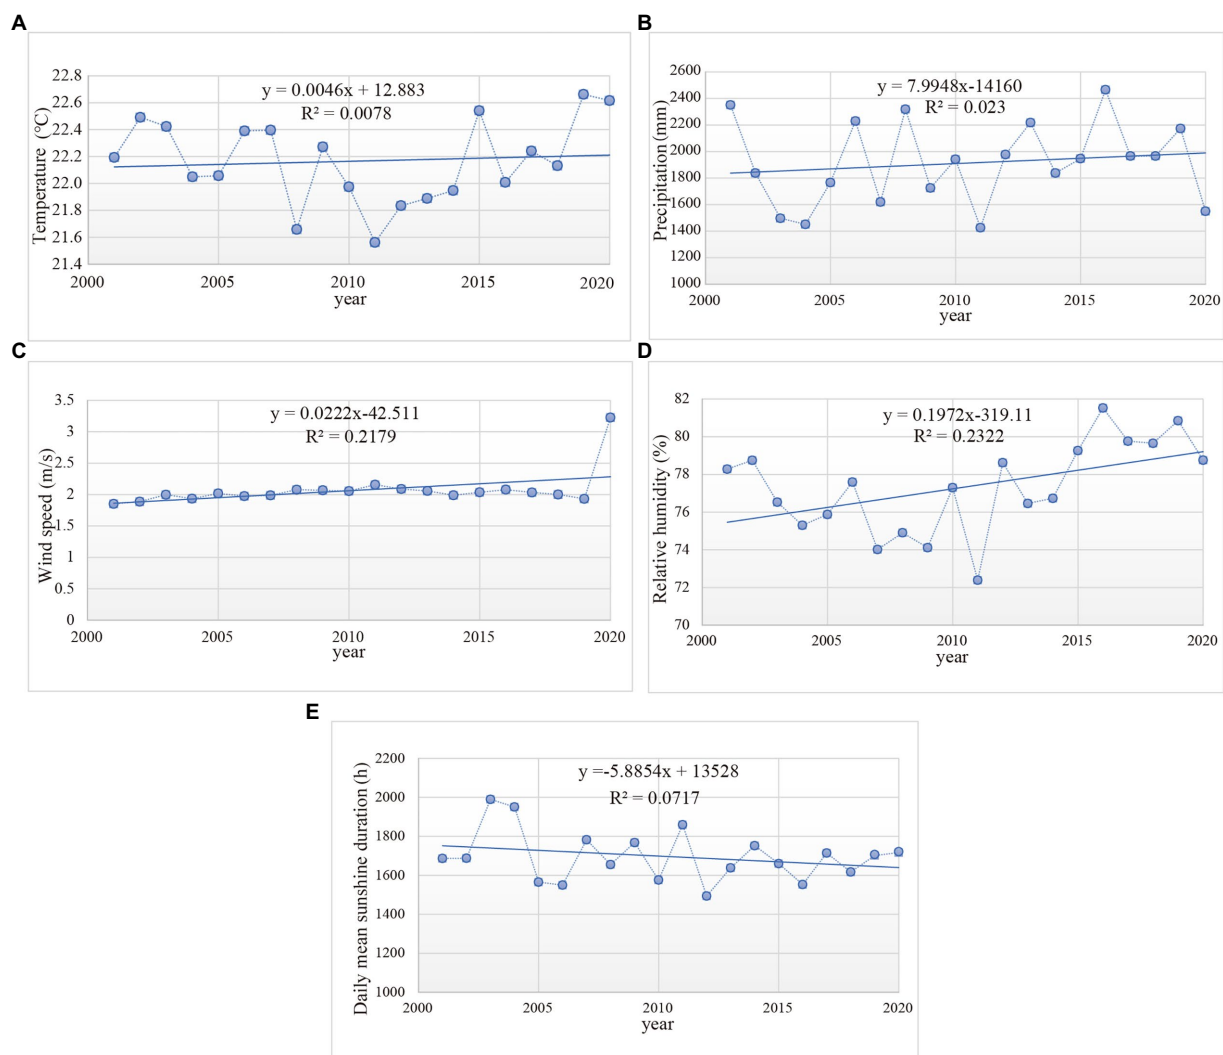 A
y = 0.0046x + 12.883
R² = 0.0078
Temperature (℃)
22.8
22.6
22.4
22.2
22.0
21.8
21.6
21.4
2000
2005
2010
2015
2020
year
B
y = 7.9948x-14160
R² = 0.023
Precipitation (mm)
2600
2400
2200
2000
1800
1600
1400
1200
1000
2000
2005
2010
2015
2020
year
C
y = 0.0222x-42.511
R² = 0.2179
Wind speed (m/s)
3.5
3
2.5
2
1.5
1
0.5
0
2000
2005
2010
2015
2020
year
D
y = 0.1972x-319.11
R² = 0.2322
Relative humidity (%)
82
80
78
76
74
72
70
2000
2005
2010
2015
2020
year
E
y =-5.8854x + 13528
R² = 0.0717
Daily mean sunshine duration (h)
2200
2000
1800
1600
1400
1200
1000
2000
2005
2010
2015
2020
year